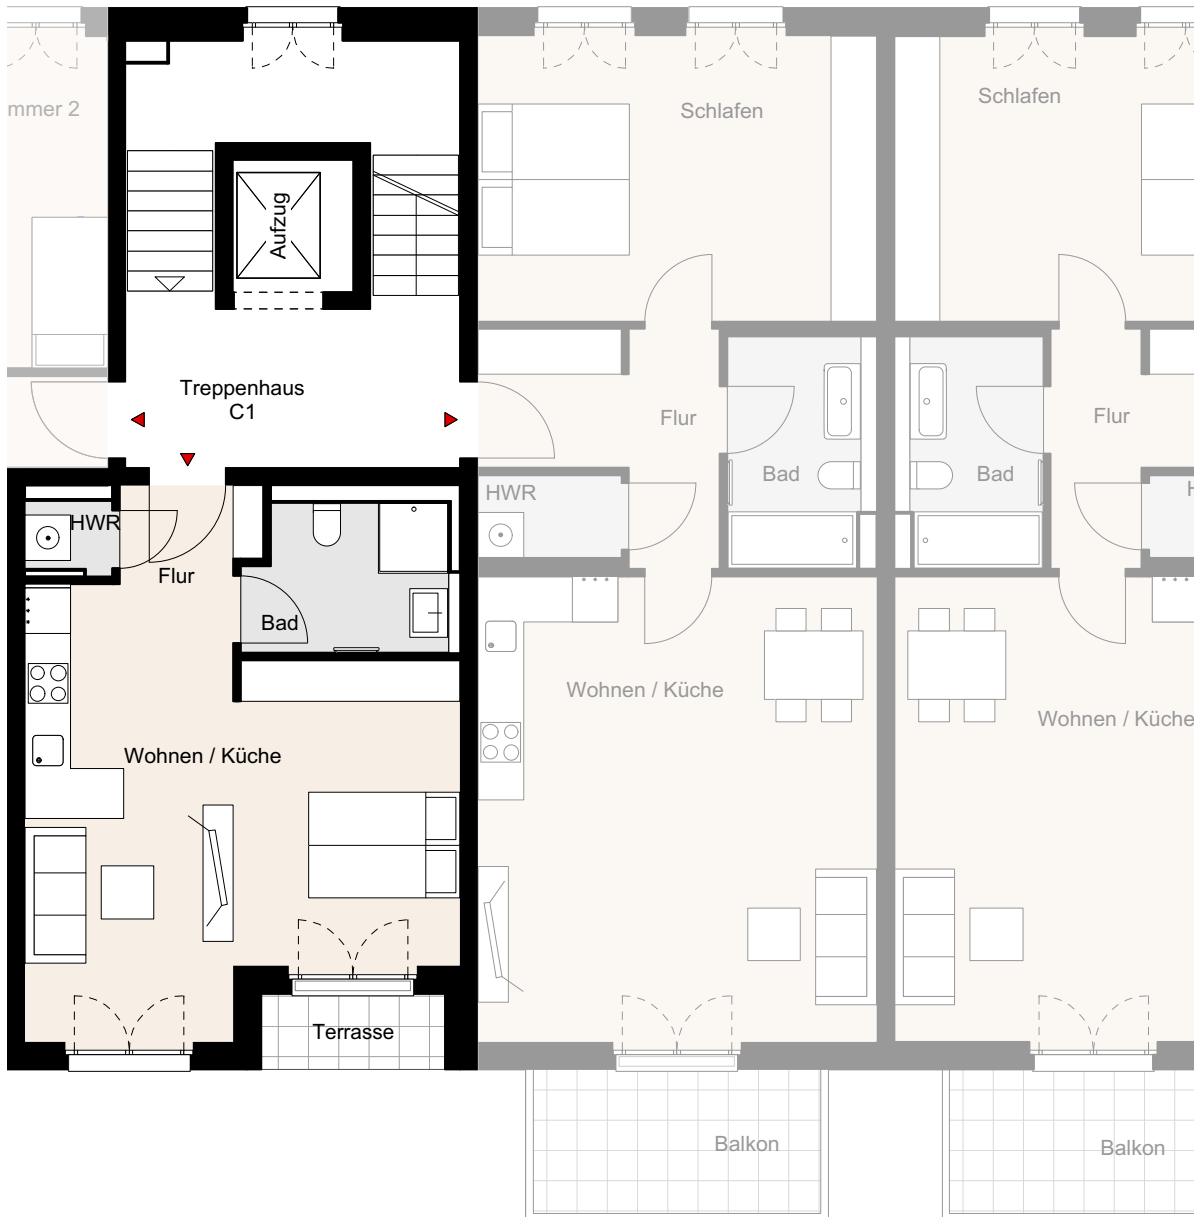 mmer 2
Schlafen
Schlafen
Aufzug
Treppenhaus
C1
Flur
Flur
HWR
Bad
Bad
H
HWR
Flur
Bad
Wohnen / Küche
Wohnen / Küche
Wohnen / Küche
Terrasse
Balkon
Balkon